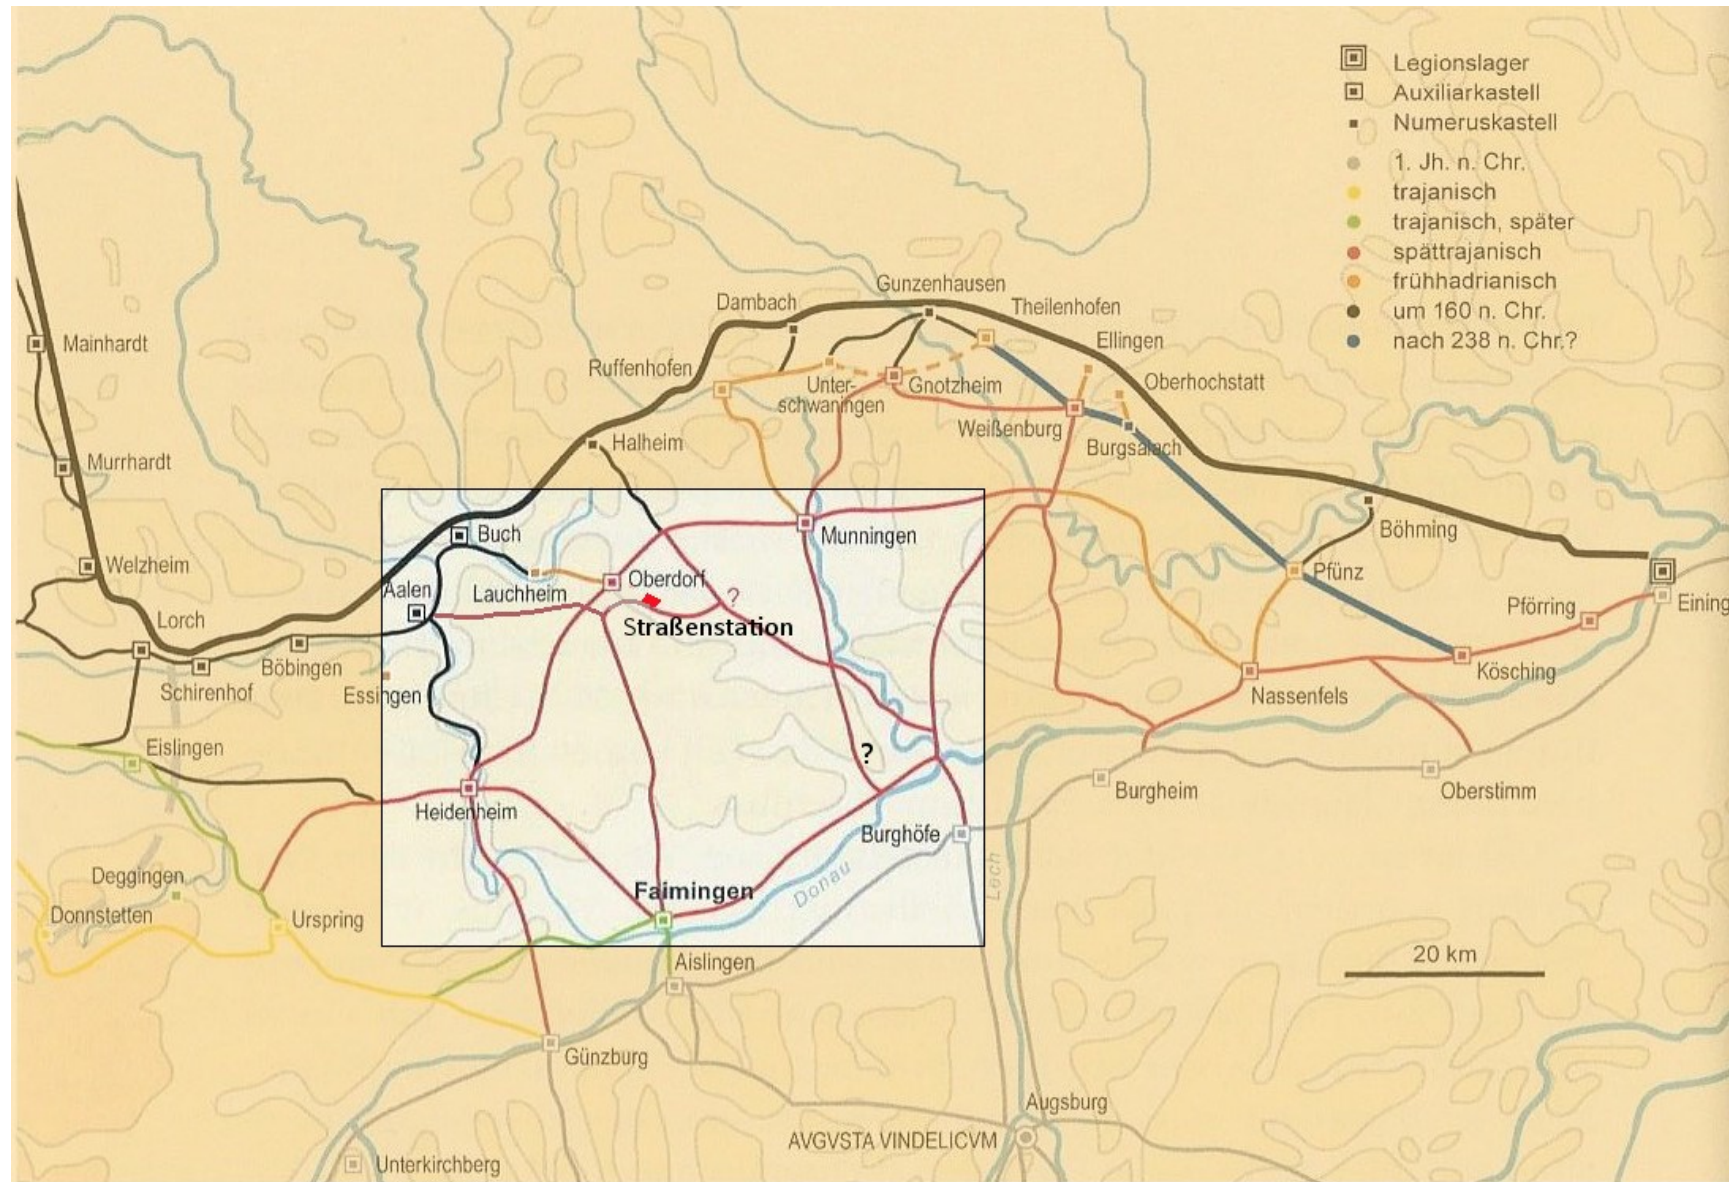 Legionslager
Auxiliarkastell
Numeruskastell
1. Jh. n. Chr.
trajanisch
trajanisch, später
spättrajanisch
frühhadrianisch
um 160 n. Chr.
nach 238 n. Chr.?
Gunzenhausen
Dambach
Theilenhofen
Ellingen
Mainhardt
Ruffenhofen
Unter-
schwaningen
Gnotzheim
Oberhochstatt
Weißenburg
Burgsalach
Halheim
Murrhardt
Buch
Munningen
Böhming
Welzheim
Aalen
Lauchheim
Oberdorf
?
Pfünz
Eining
Pförring
Lorch
Straßenstation
Böbingen
Schirenhof
Essingen
Nassenfels
Kösching
Eislingen
?
Burgheim
Oberstimm
Heidenheim
Burghöfe
Deggingen
Donau
Lech
Faimingen
Donnstetten
Urspring
20 km
Aislingen
Günzburg
Augsburg
AVGVSTA VINDELICVM
Unterkirchberg